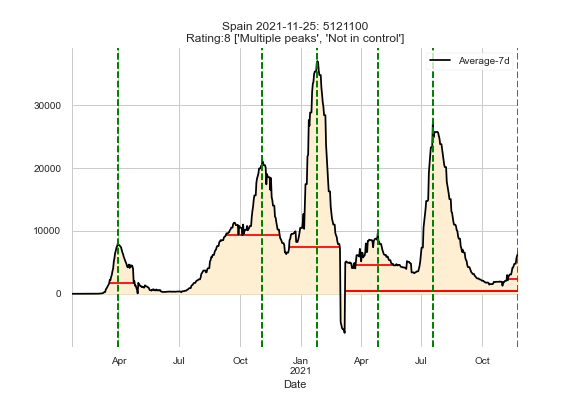 Spain 2021-11-25: 5121100
Rating:8 ['Multiple peaks', 'Not in control']
Average-7d
30000
20000
10000
0
Apr
Jul
Oct
Jan
2021
Apr
Jul
Oct
Date